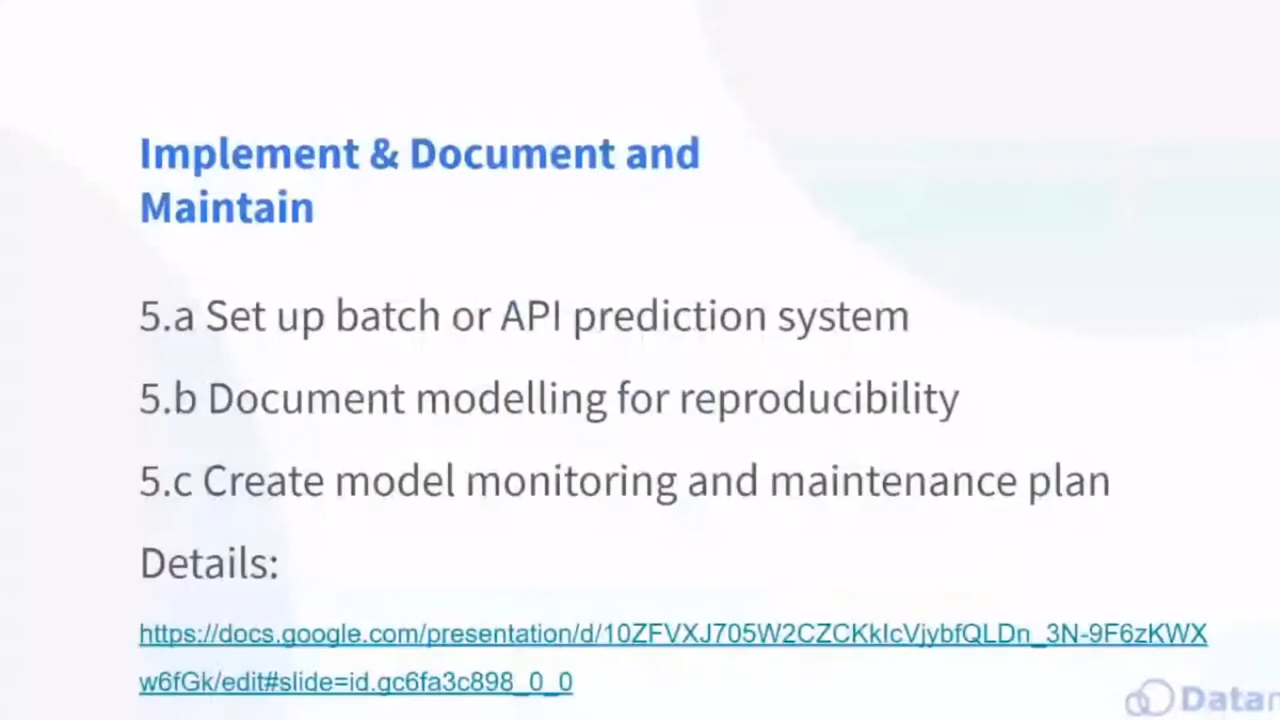 Implement & Document and
Maintain
5.a Set up batch or API prediction system
5.b Document modelling for reproducibility
5.c Create model monitoring and maintenance plan
Details:
https://docs.google.com/presentation/d/10ZFVXJ705W2CZCKkIcVjybfQLDn_3N-9F6zKWX
w6fGk/edit#slide=id.gc6fa3c898_0_0